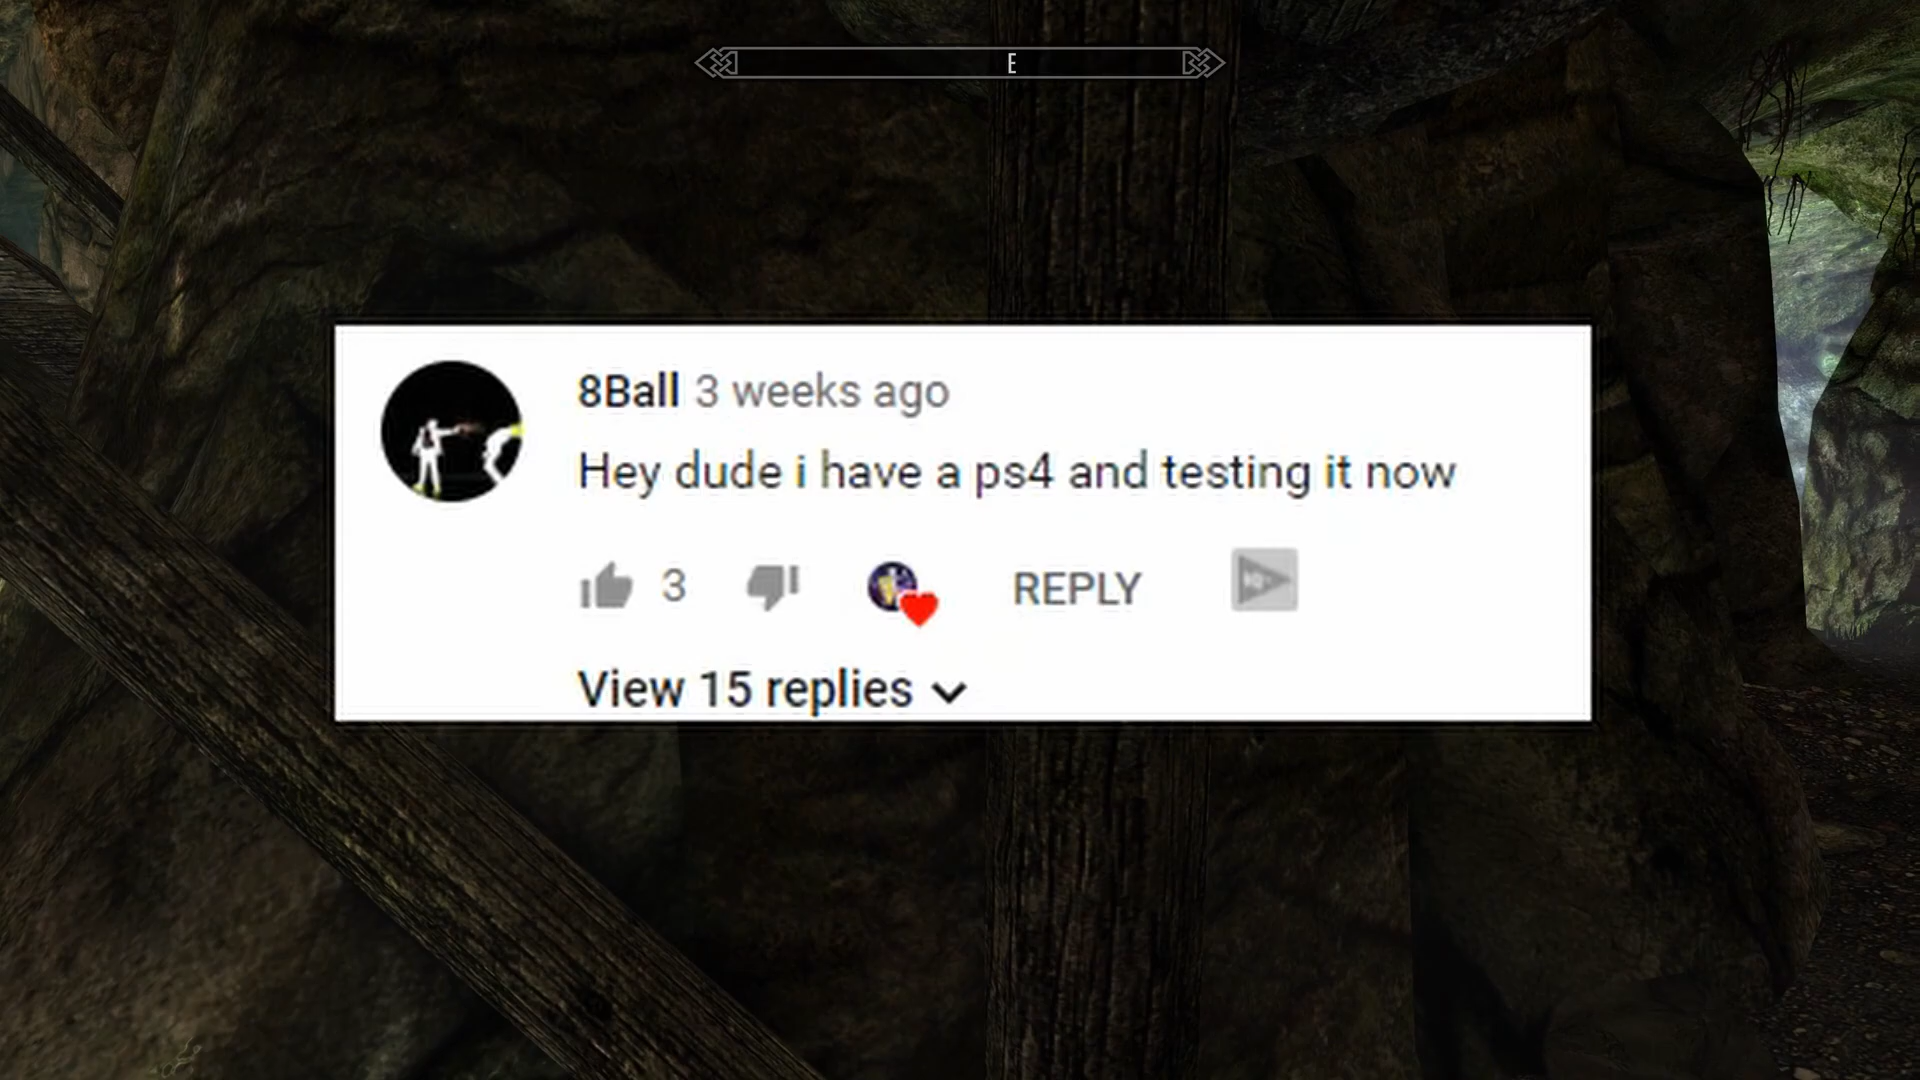 E
8Ball 3 weeks ago
Hey dude i have a ps4 and testing it now
3 REPLY
View 15 replies